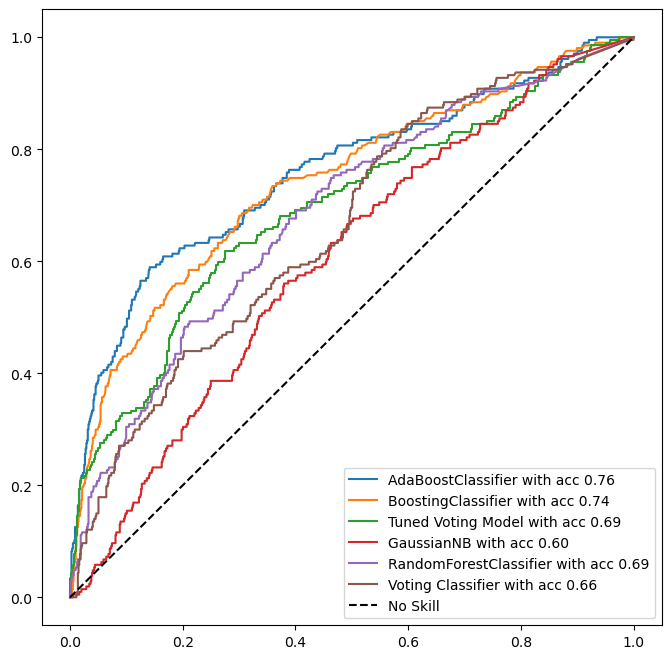 1.0
0.8
0.6
0.4
0.2
0.0
AdaBoostClassifier with acc 0.76
BoostingClassifier with acc 0.74
Tuned Voting Model with acc 0.69
GaussianNB with acc 0.60
RandomForestClassifier with acc 0.69
Voting Classifier with acc 0.66
No Skill
0.0 0.2 0.4 0.6 0.8 1.0